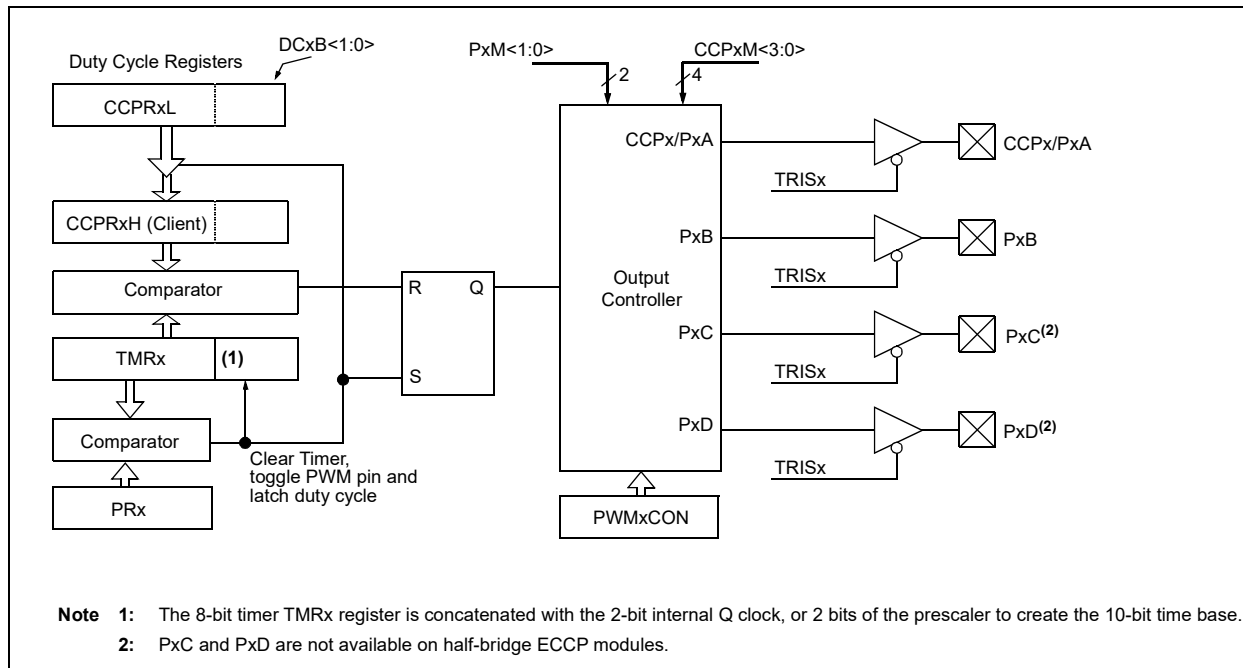 DCxB<1:0>
Duty Cycle Registers
CCPRxL
CCPRxH (Client)
Comparator
TMRx
(1)
Comparator
PRx
Clear Timer,
toggle PWM pin and
latch duty cycle
R
Q
S
PxM<1:0>
2
CCPxM<3:0>
4
Output
Controller
CCPx/PxA
PxB
PxC
PxD
PWMxCON
TRISx
CCPx/PxA
TRISx
PxB
TRISx
PxC(2)
TRISx
PxD(2)
Note 1: The 8-bit timer TMRx register is concatenated with the 2-bit internal Q clock, or 2 bits of the prescaler to create the 10-bit time base.
2: PxC and PxD are not available on half-bridge ECCP modules.